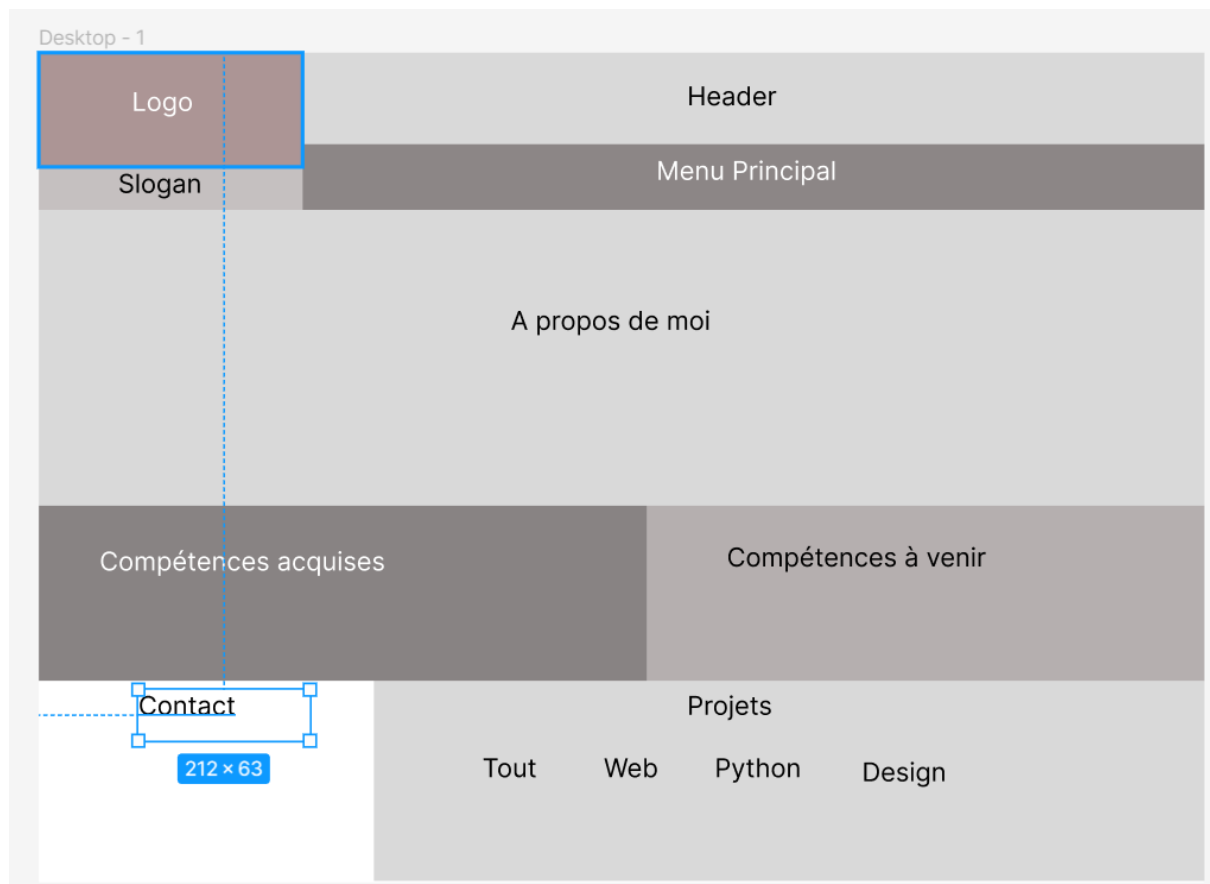 Desktop - 1
Logo
Header
Slogan
Menu Principal
A propos de moi
Compétences acquises
Compétences à venir
Contact
Projets
212 × 63
Tout Web Python Design